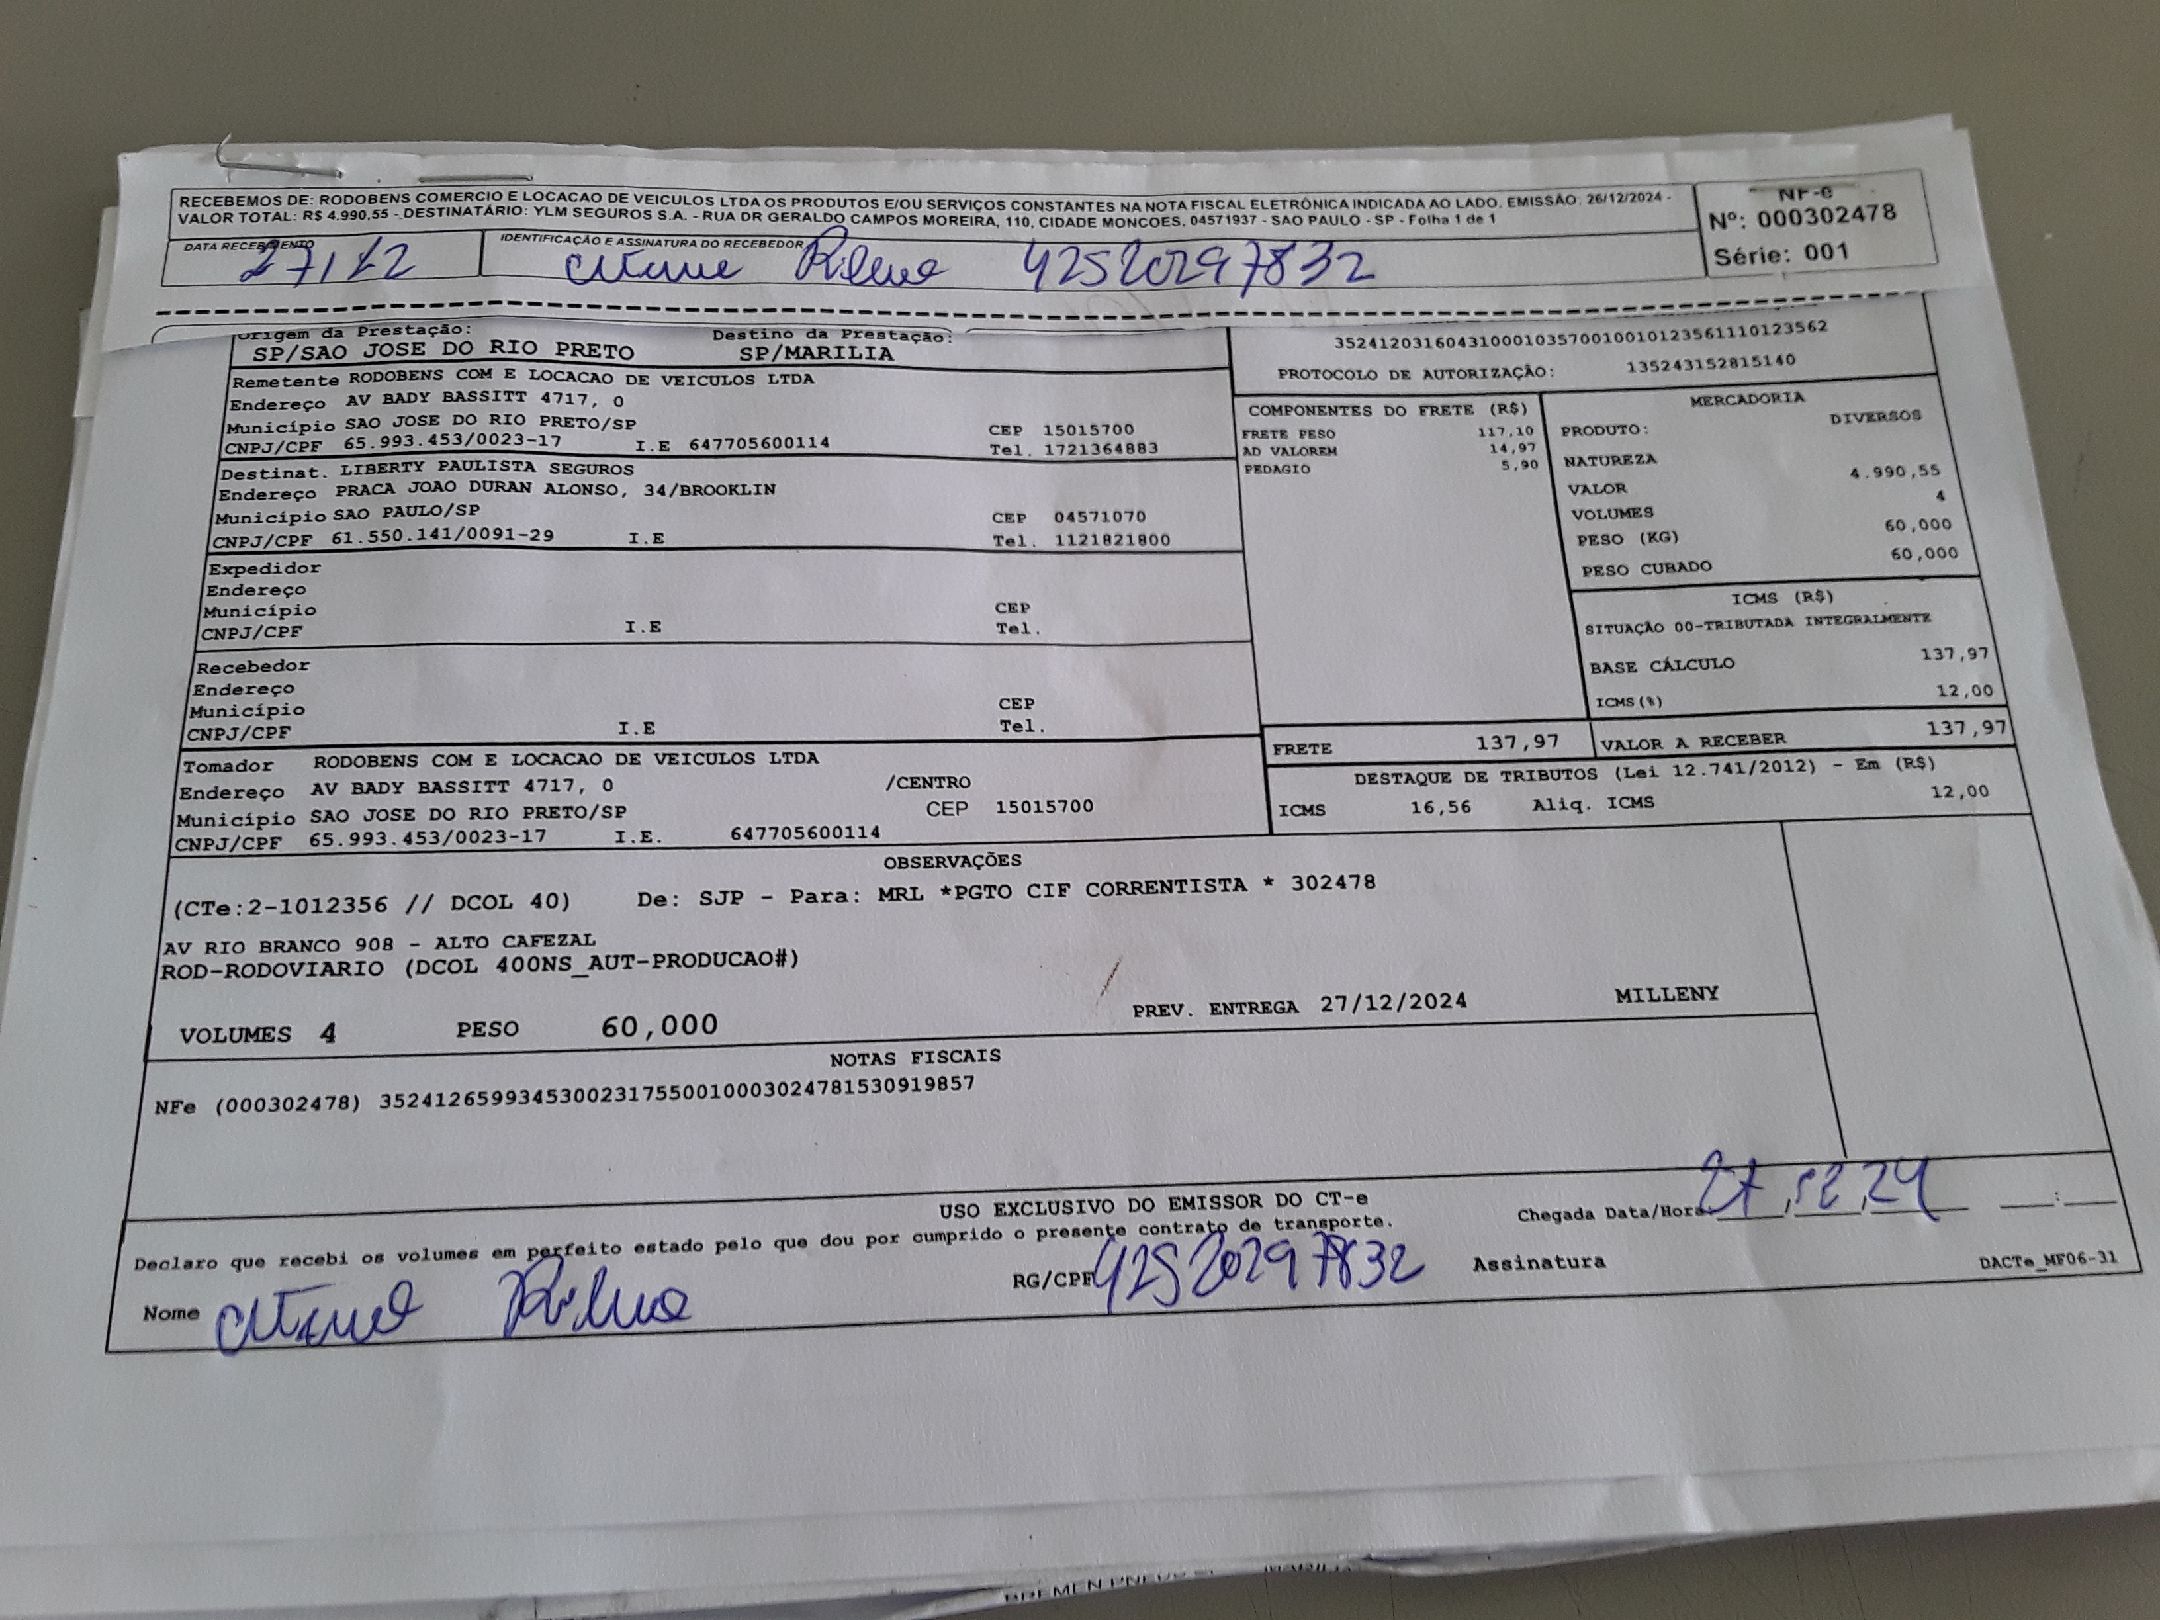 RECEBEMOS DE: RODOBENS COMERCIO E LOCACAO DE VEICULOS LTDA OS PRODUTOS E/OU SERVIÇOS CONSTANTES NA NOTA FISCAL ELETRÔNICA INDICADA AO LADO. EMISSÃO: 26/12/2024 -
VALOR TOTAL: R$ 4.990,55 - DESTINATÁRIO: YLM SEGUROS S.A. - RUA DR GERALDO CAMPOS MOREIRA, 110, CIDADE MONCOES, 04571937 - SAO PAULO - SP - Folha 1 de 1
NF-e
Nº: 000302478
Série: 001
DATA RECEBIMENTO
27/12
IDENTIFICAÇÃO E ASSINATURA DO RECEBEDOR
42520297832
Origem da Prestação: Destino da Prestação:
SP/SAO JOSE DO RIO PRETO SP/MARILIA
Remetente RODOBENS COM E LOCACAO DE VEICULOS LTDA
Endereço AV BADY BASSITT 4717, 0
Município SAO JOSE DO RIO PRETO/SP CEP 15015700
CNPJ/CPF 65.993.453/0023-17 I.E 647705600114 Tel. 1721364883
Destinat. LIBERTY PAULISTA SEGUROS
Endereço PRACA JOAO DURAN ALONSO, 34/BROOKLIN
Município SAO PAULO/SP CEP 04571070
CNPJ/CPF 61.550.141/0091-29 I.E Tel. 1121821800
Expedidor
Endereço
Município CEP
CNPJ/CPF I.E Tel.
Recebedor
Endereço
Município CEP
CNPJ/CPF I.E Tel.
Tomador RODOBENS COM E LOCACAO DE VEICULOS LTDA
Endereço AV BADY BASSITT 4717, 0 /CENTRO
Município SAO JOSE DO RIO PRETO/SP CEP 15015700
CNPJ/CPF 65.993.453/0023-17 I.E. 647705600114
35241203160431000103570010010123561110123562
PROTOCOLO DE AUTORIZAÇÃO: 135243152815140
COMPONENTES DO FRETE (R$)
FRETE PESO 117,10
AD VALOREM 14,97
PEDAGIO 5,90
MERCADORIA
PRODUTO: DIVERSOS
NATUREZA
VALOR 4.990,55
VOLUMES 4
PESO (KG) 60,000
PESO CUBADO 60,000
ICMS (R$)
SITUAÇÃO 00-TRIBUTADA INTEGRALMENTE
BASE CÁLCULO 137,97
ICMS(%) 12,00
FRETE 137,97 VALOR A RECEBER 137,97
DESTAQUE DE TRIBUTOS (Lei 12.741/2012) - Em (R$)
ICMS 16,56 Aliq. ICMS 12,00
OBSERVAÇÕES
(CTe:2-1012356 // DCOL 40) De: SJP - Para: MRL *PGTO CIF CORRENTISTA * 302478
AV RIO BRANCO 908 - ALTO CAFEZAL
ROD-RODOVIARIO (DCOL 400NS_AUT-PRODUCAO#)
VOLUMES 4 PESO 60,000 PREV. ENTREGA 27/12/2024 MILLENY
NOTAS FISCAIS
NFe (000302478) 35241265993453002317550010003024781530919857
USO EXCLUSIVO DO EMISSOR DO CT-e
Declaro que recebi os volumes em perfeito estado pelo que dou por cumprido o presente contrato de transporte.
Chegada Data/Hora: 27,12,24 :
Nome RG/CPF 42520297832 Assinatura
DACTe_MF06-31